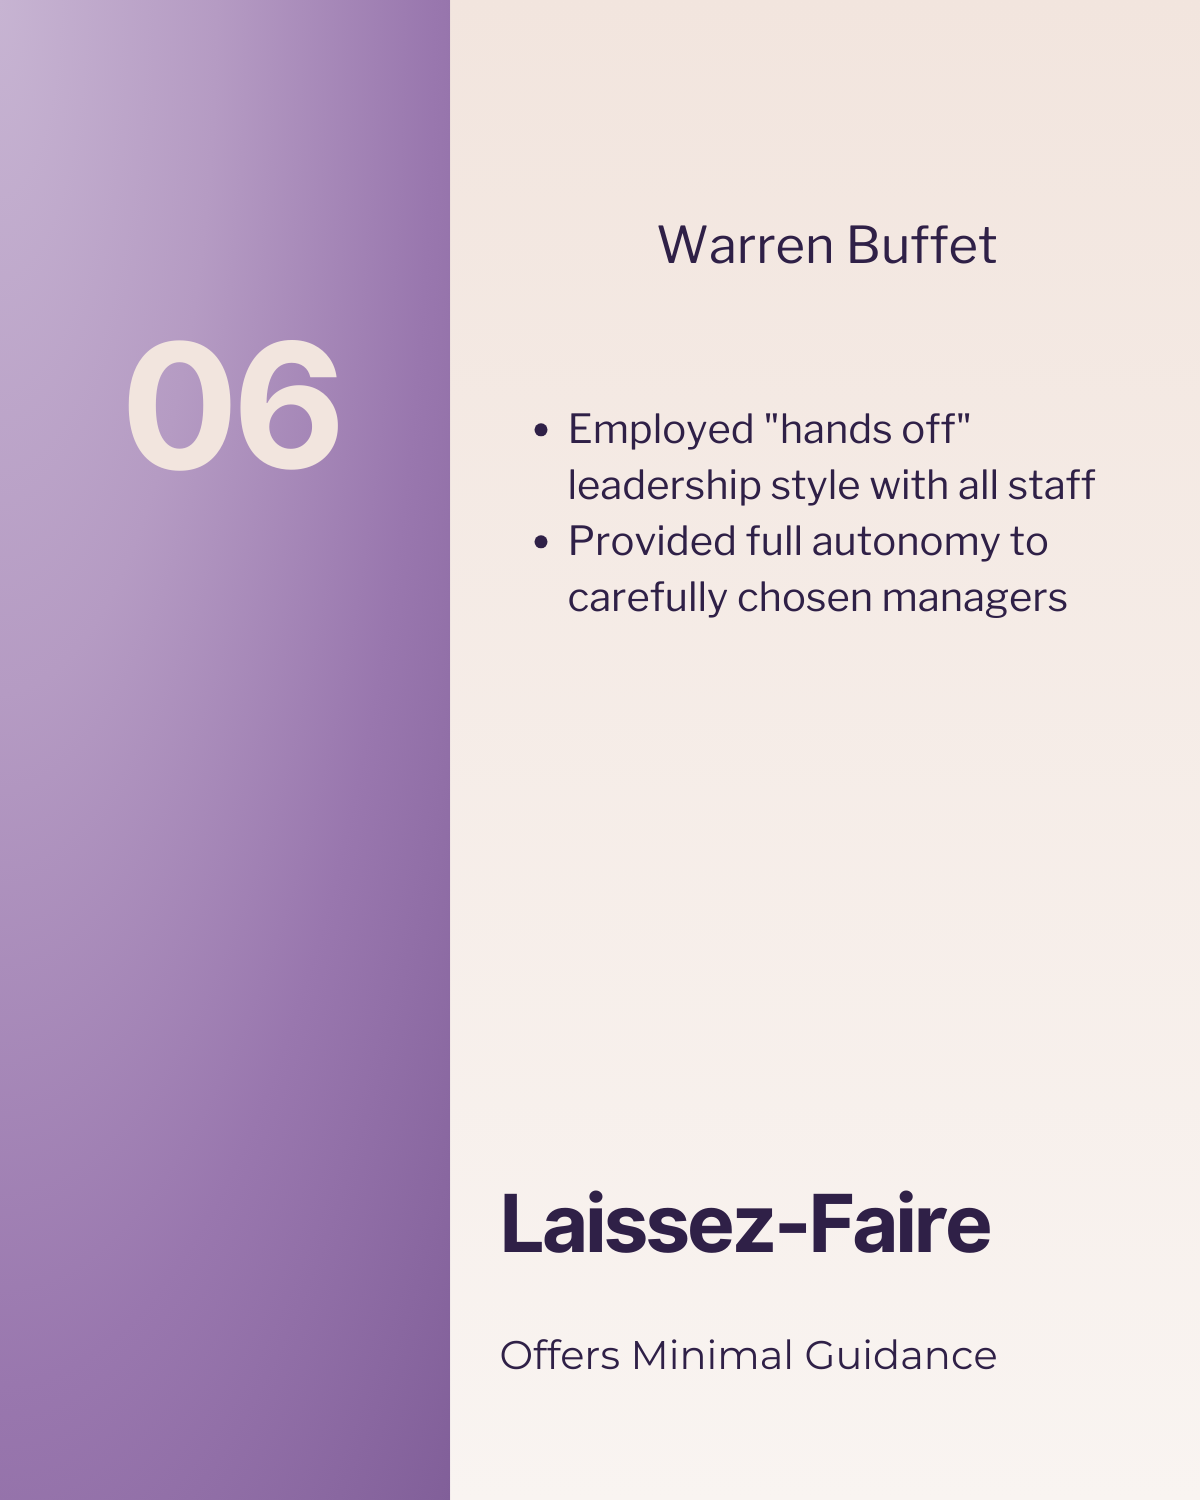 06
Warren Buffet
• Employed "hands off"
leadership style with all staff
• Provided full autonomy to
carefully chosen managers
Laissez-Faire
Offers Minimal Guidance